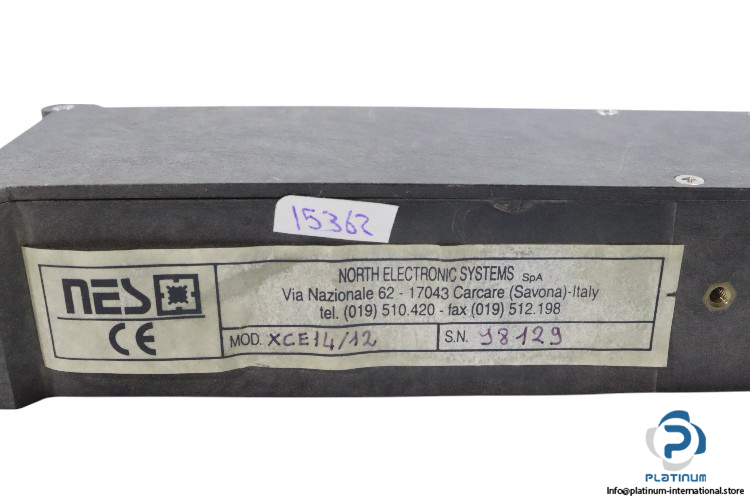 15362
NES
CE
NORTH ELECTRONIC SYSTEMS SpA
Via Nazionale 62 - 17043 Carcare (Savona)-Italy
tel. (019) 510.420 - fax (019) 512.198
MOD. XCE14/12
S.N. 98129
PLATINUM
Info@platinum-international.store